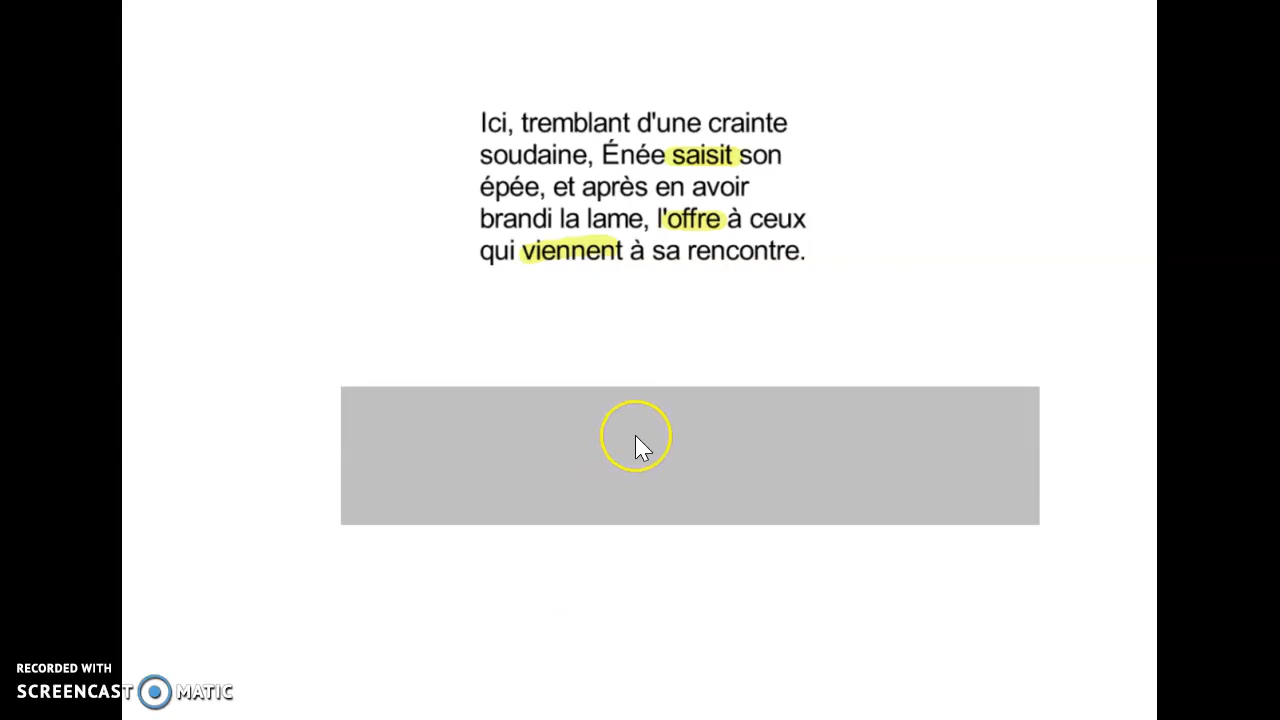 Ici, tremblant d'une crainte
soudaine, Énée saisit son
épée, et après en avoir
brandi la lame, l'offre à ceux
qui viennent à sa rencontre.
RECORDED WITH
SCREENCAST MATIC